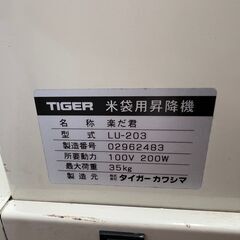 TIGER 米袋用昇降機
名称 楽だ君
型式 LU-203
製造番号 02962483
所要動力 100V 200W
最大荷重 35kg
製造元 株式会社 タイガーカワシマ